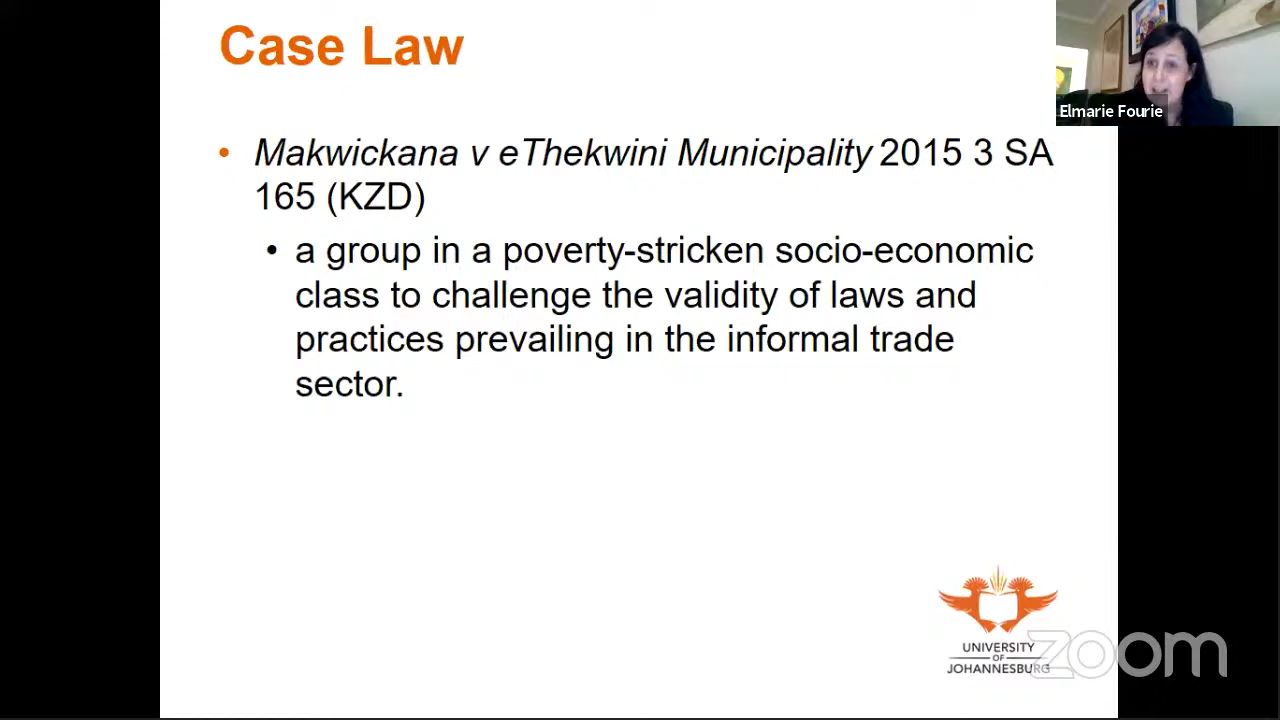 Case Law
Elmarie Fourie
• Makwickana v eThekwini Municipality 2015 3 SA
165 (KZD)
• a group in a poverty-stricken socio-economic
class to challenge the validity of laws and
practices prevailing in the informal trade
sector.
UNIVERSITY
OF
JOHANNESBURG
zoom